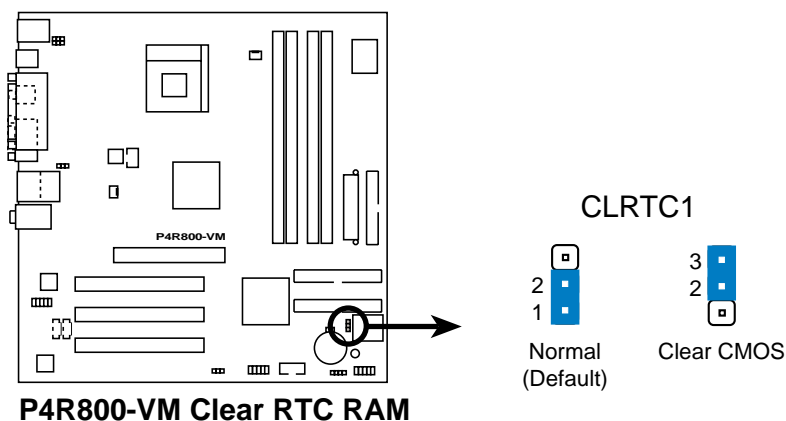 P4R800-VM
CLRTC1
2
1
Normal
(Default)
3
2
Clear CMOS
P4R800-VM Clear RTC RAM